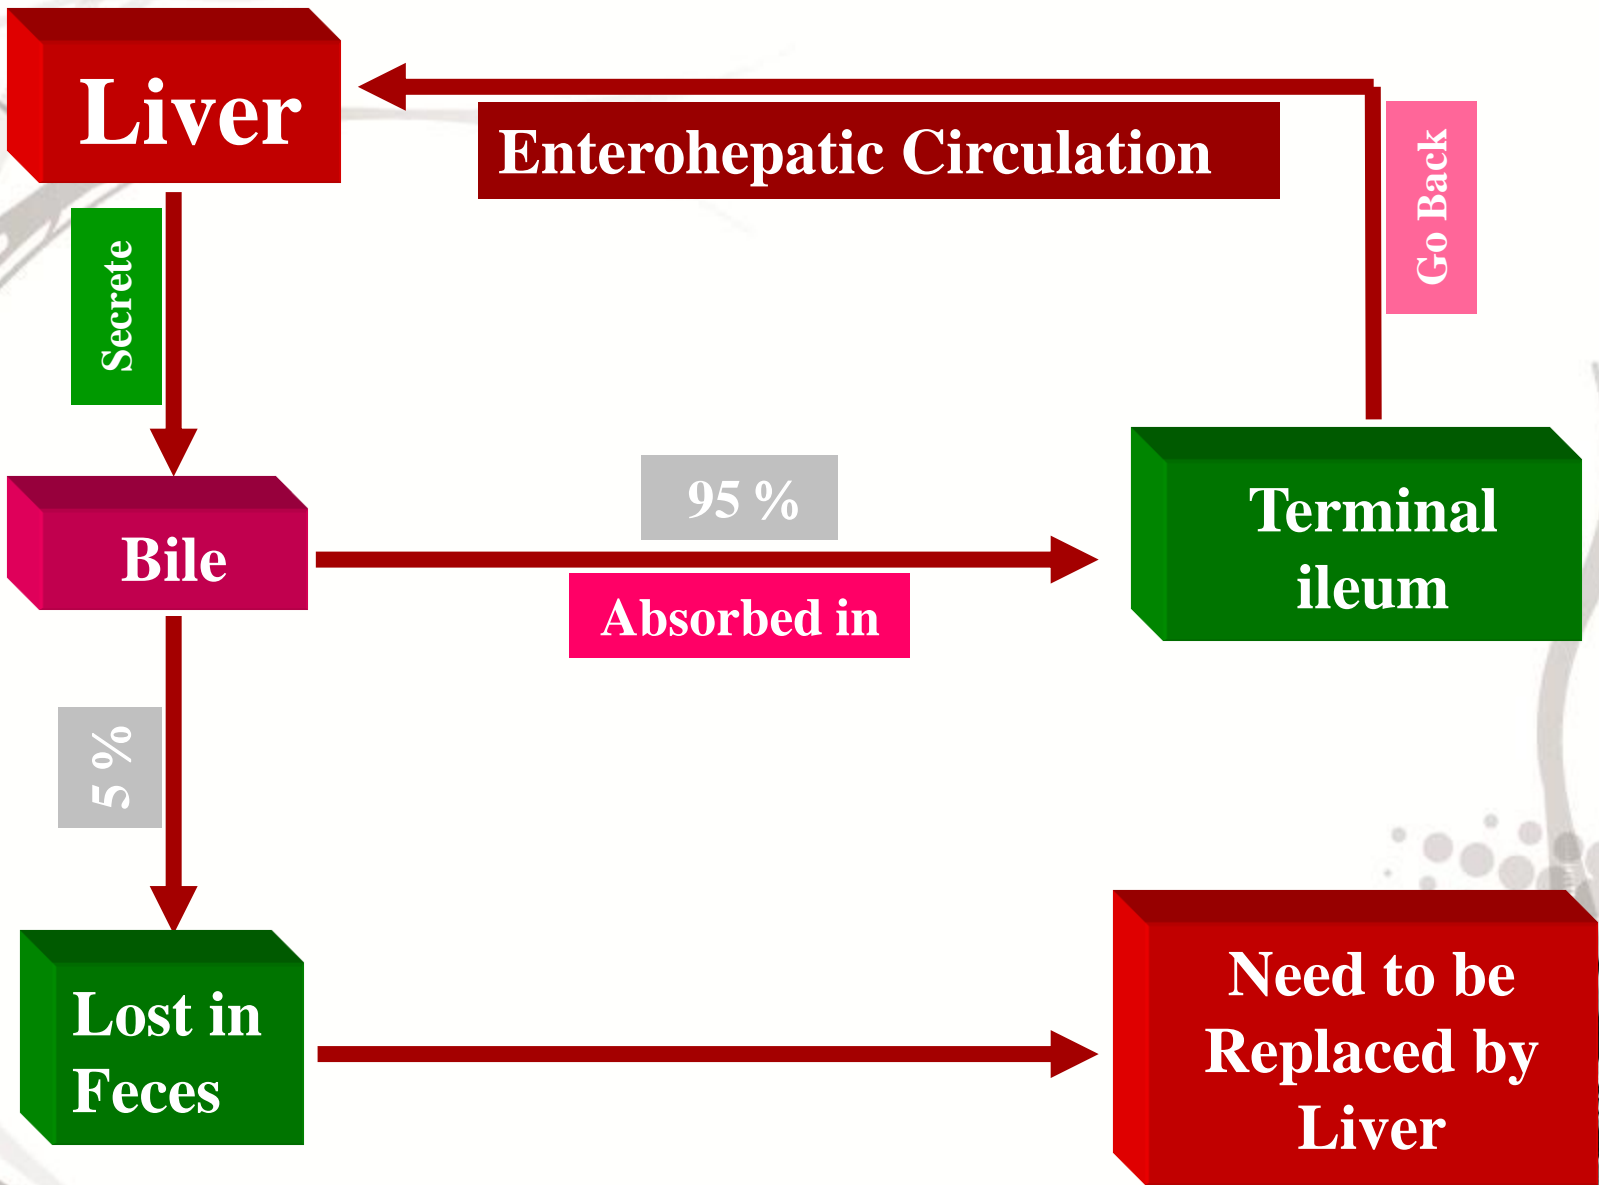 Liver
Enterohepatic Circulation
Go Back
Secrete
95 %
Bile
Absorbed in
Terminal
ileum
5 %
Lost in
Feces
Need to be
Replaced by
Liver